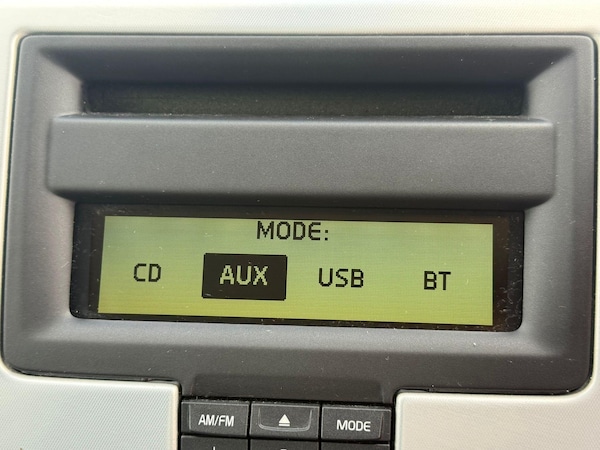 MODE:
CD AUX USB BT
AM/FM MODE